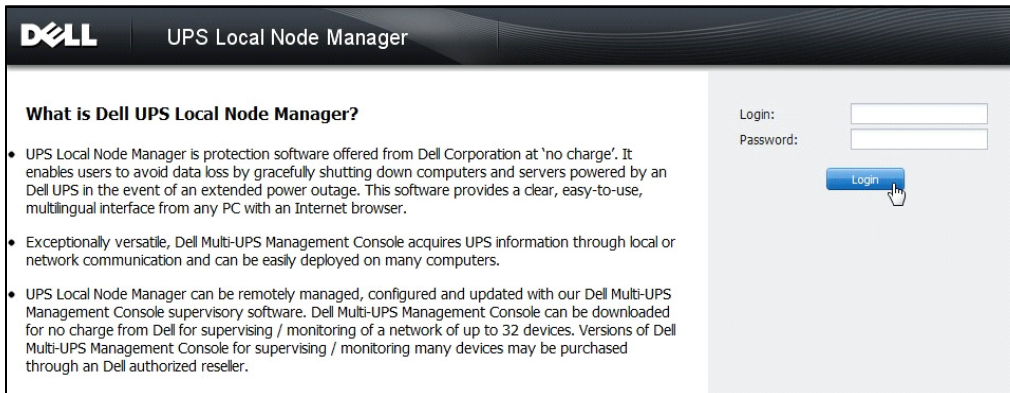 DELL UPS Local Node Manager
What is Dell UPS Local Node Manager?
• UPS Local Node Manager is protection software offered from Dell Corporation at ‘no charge’. It
enables users to avoid data loss by gracefully shutting down computers and servers powered by an
Dell UPS in the event of an extended power outage. This software provides a clear, easy-to-use,
multilingual interface from any PC with an Internet browser.
• Exceptionally versatile, Dell Multi-UPS Management Console acquires UPS information through local or
network communication and can be easily deployed on many computers.
• UPS Local Node Manager can be remotely managed, configured and updated with our Dell Multi-UPS
Management Console supervisory software. Dell Multi-UPS Management Console can be downloaded
for no charge from Dell for supervising / monitoring of a network of up to 32 devices. Versions of Dell
Multi-UPS Management Console for supervising / monitoring many devices may be purchased
through an Dell authorized reseller.
Login:
Password:
Login